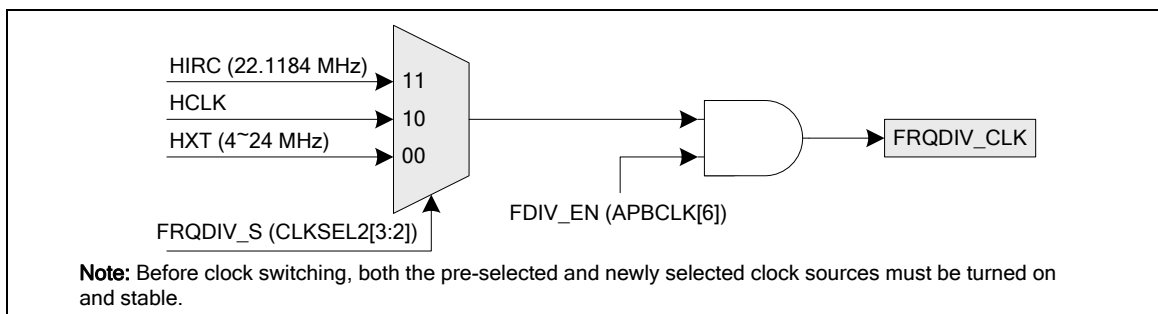 HIRC (22.1184 MHz)
11
HCLK
10
HXT (4~24 MHz)
00
FRQDIV_CLK
FDIV_EN (APBCLK[6])
FRQDIV_S (CLKSEL2[3:2])
Note: Before clock switching, both the pre-selected and newly selected clock sources must be turned on
and stable.